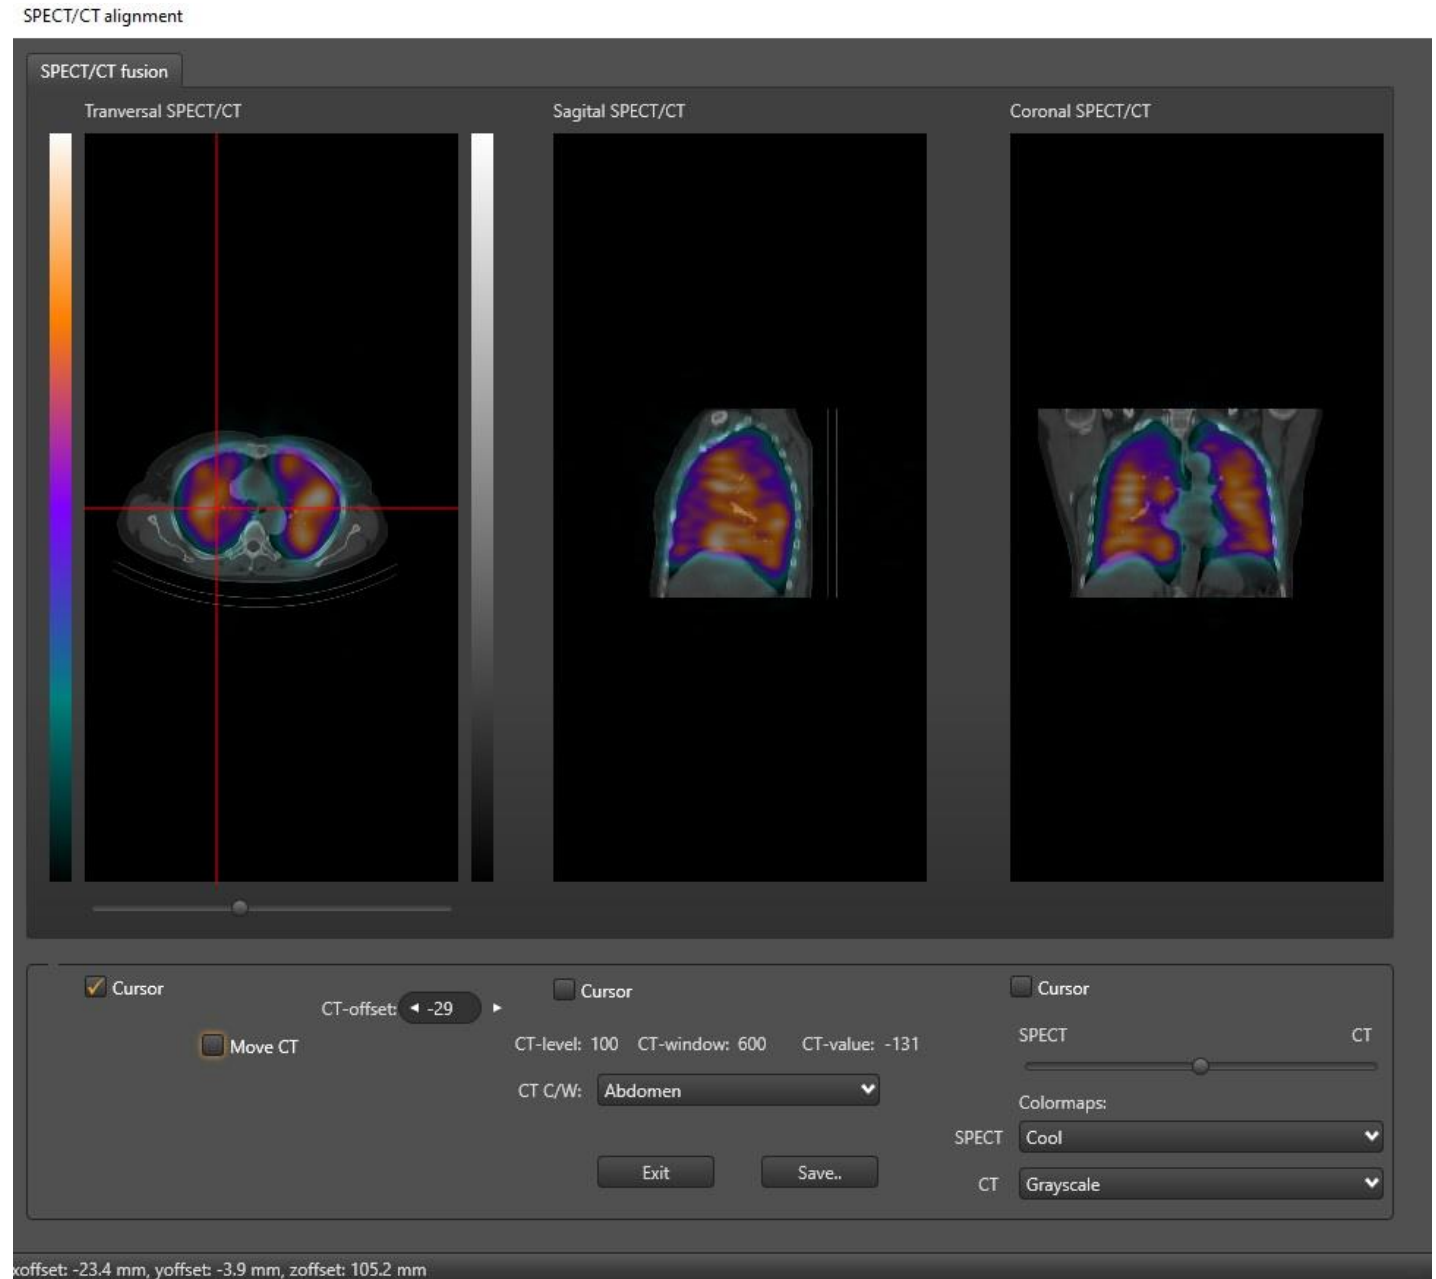 SPECT/CT alignment
SPECT/CT fusion
Tranversal SPECT/CT
Sagital SPECT/CT
Coronal SPECT/CT
Cursor
CT-offset: -29
Move CT
Cursor
CT-level: 100 CT-window: 600 CT-value: -131
CT C/W: Abdomen
Exit
Save..
Cursor
SPECT
CT
Colormaps:
SPECT Cool
CT Grayscale
xoffset: -23.4 mm, yoffset: -3.9 mm, zoffset: 105.2 mm